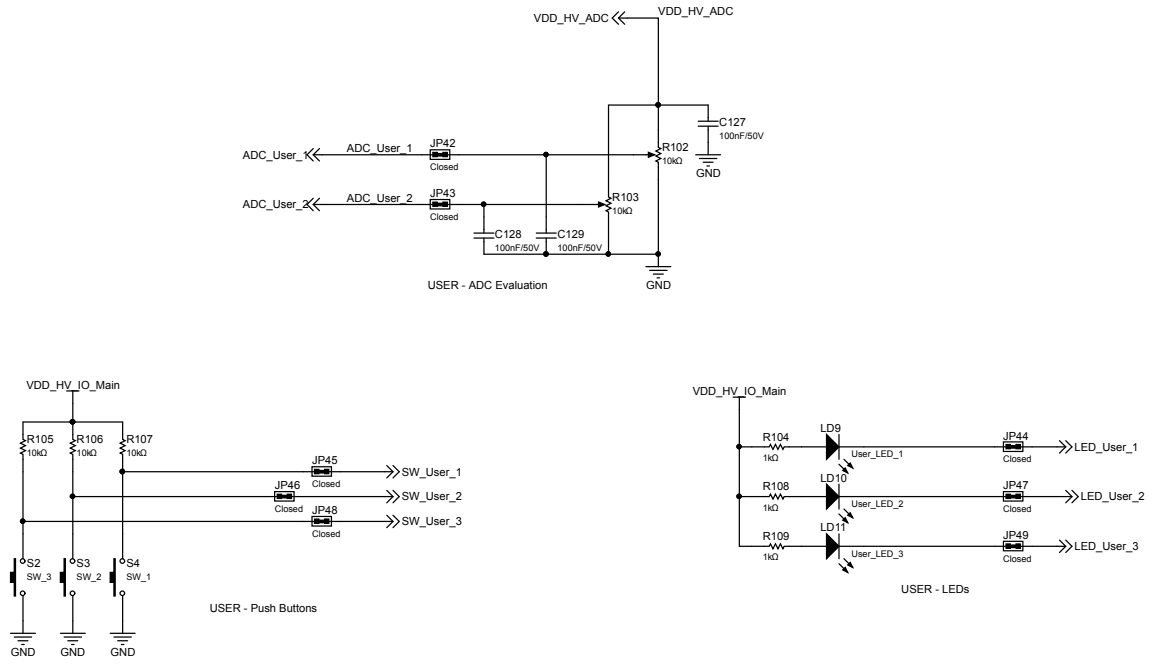 VDD_HV_ADC VDD_HV_ADC
C127
100nF/50V
GND
ADC_User_1 ADC_User_1 JP42
Closed
R102
10kΩ
ADC_User_2 ADC_User_2 JP43
Closed
R103
10kΩ
C128
100nF/50V
C129
100nF/50V
GND
USER - ADC Evaluation
VDD_HV_IO_Main
R105
10kΩ
R106
10kΩ
R107
10kΩ
JP45
Closed
SW_User_1
JP46
Closed
SW_User_2
JP48
Closed
SW_User_3
S2
SW_3
S3
SW_2
S4
SW_1
GND GND GND
USER - Push Buttons
VDD_HV_IO_Main
R104
1kΩ
LD9
User_LED_1
JP44
Closed
LED_User_1
R108
1kΩ
LD10
User_LED_2
JP47
Closed
LED_User_2
R109
1kΩ
LD11
User_LED_3
JP49
Closed
LED_User_3
USER - LEDs